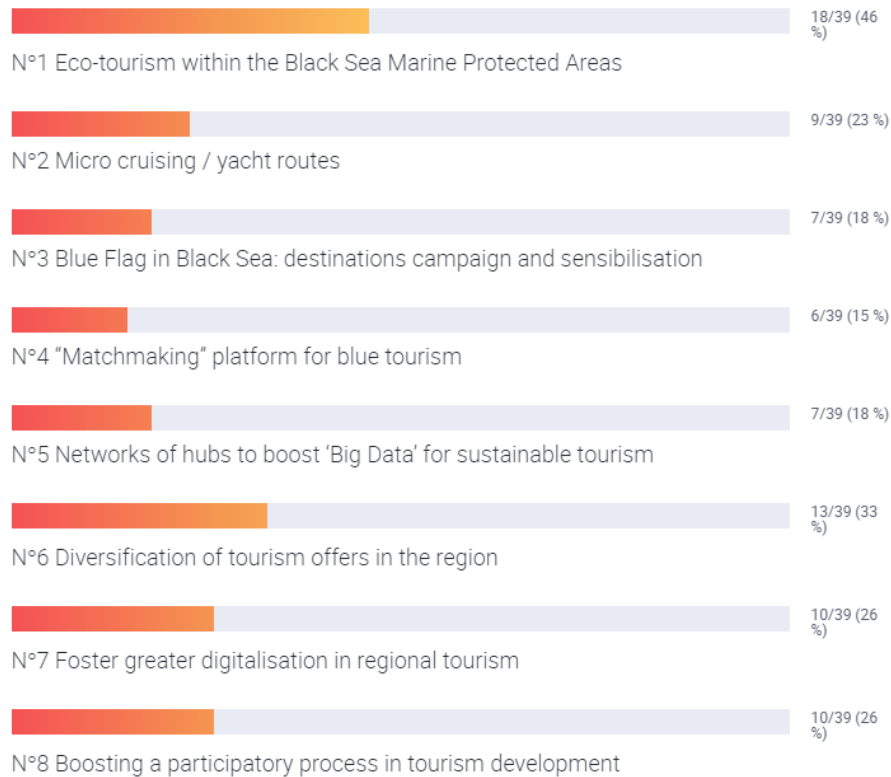 18/39 (46
%)
N°1 Eco-tourism within the Black Sea Marine Protected Areas
9/39 (23 %)
N°2 Micro cruising / yacht routes
7/39 (18 %)
N°3 Blue Flag in Black Sea: destinations campaign and sensibilisation
6/39 (15 %)
N°4 “Matchmaking” platform for blue tourism
7/39 (18 %)
N°5 Networks of hubs to boost ‘Big Data’ for sustainable tourism
13/39 (33
%)
N°6 Diversification of tourism offers in the region
10/39 (26
%)
N°7 Foster greater digitalisation in regional tourism
10/39 (26
%)
N°8 Boosting a participatory process in tourism development